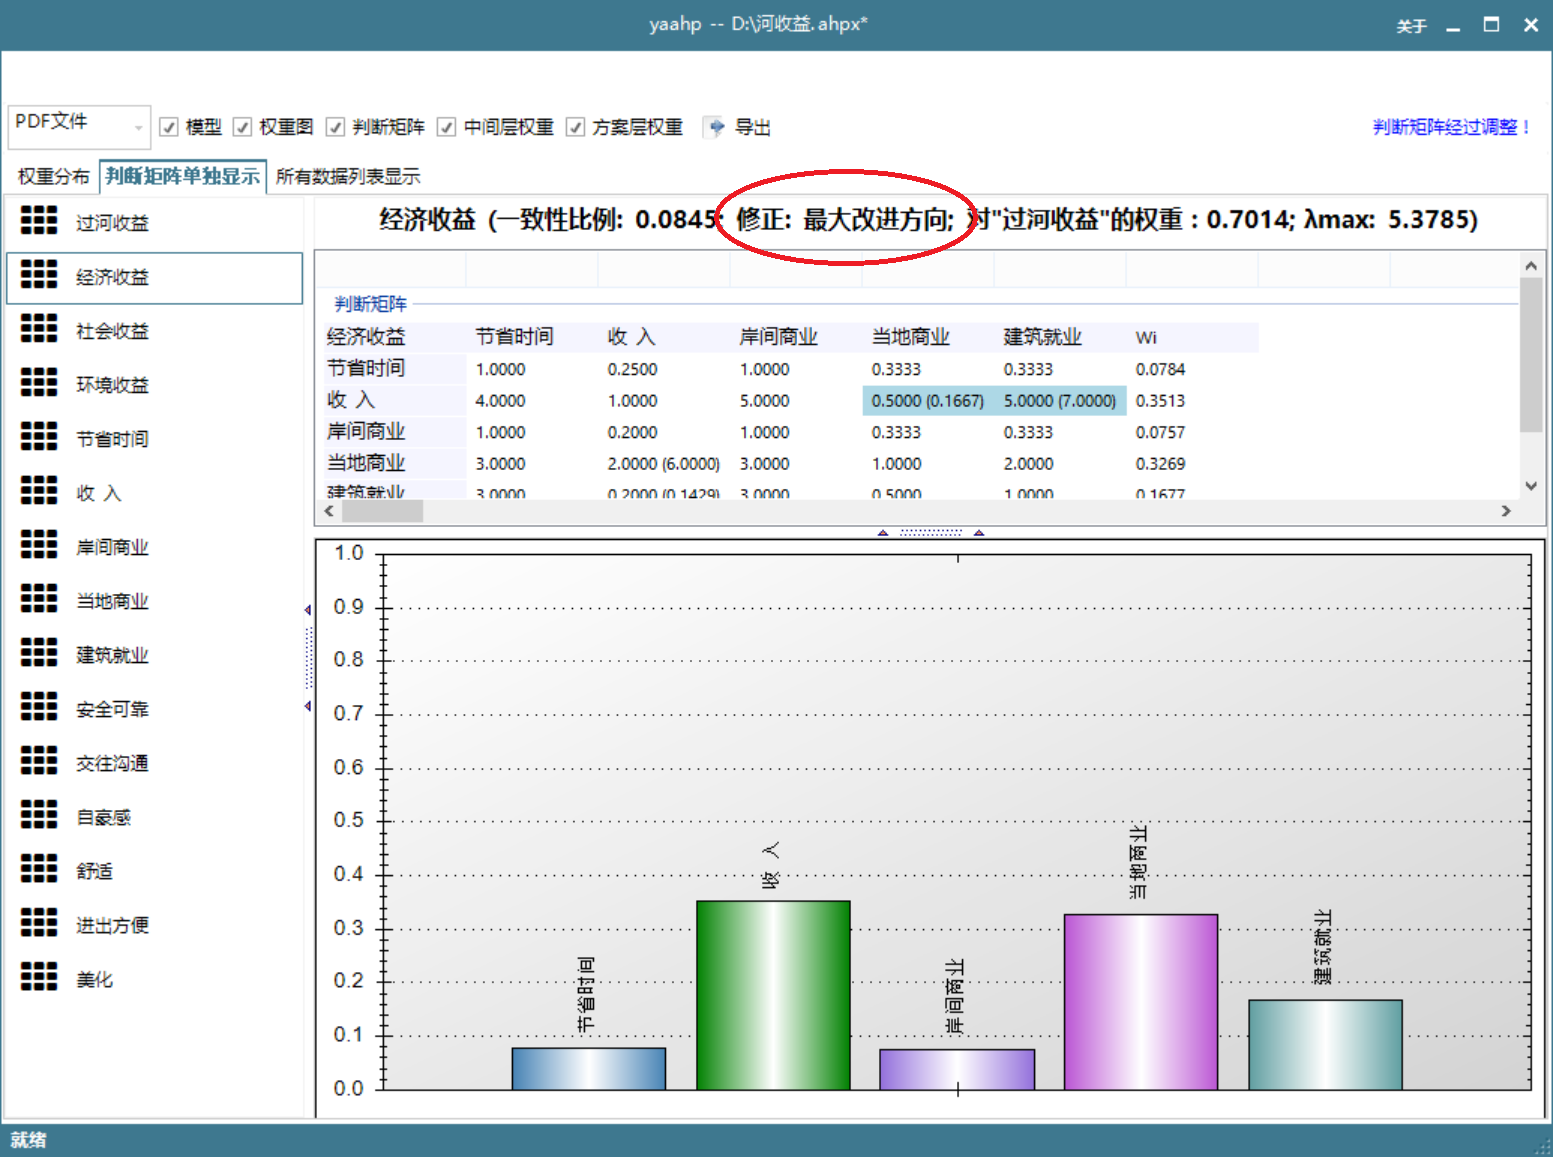 yaahp -- D:\河收益.ahpx*
关于
PDF文件 模型 权重图 判断矩阵 中间层权重 方案层权重 导出
判断矩阵经过调整！
权重分布 判断矩阵单独显示 所有数据列表显示
过河收益
经济收益
社会收益
环境收益
节省时间
收 入
岸间商业
当地商业
建筑就业
安全可靠
交往沟通
自豪感
舒适
进出方便
美化
经济收益 (一致性比例: 0.0845; 修正: 最大改进方向; 对"过河收益"的权重：0.7014; λmax: 5.3785)
判断矩阵
经济收益 节省时间 收 入 岸间商业 当地商业 建筑就业 Wi
节省时间 1.0000 0.2500 1.0000 0.3333 0.3333 0.0784
收 入 4.0000 1.0000 5.0000 0.5000 (0.1667) 5.0000 (7.0000) 0.3513
岸间商业 1.0000 0.2000 1.0000 0.3333 0.3333 0.0757
当地商业 3.0000 2.0000 (6.0000) 3.0000 1.0000 2.0000 0.3269
建筑就业 3.0000 0.2000 (0.1429) 3.0000 0.5000 1.0000 0.1677
1.0
0.9
0.8
0.7
0.6
0.5
0.4
0.3
0.2
0.1
0.0
节省时间
收 入
岸间商业
当地商业
建筑就业
就绪